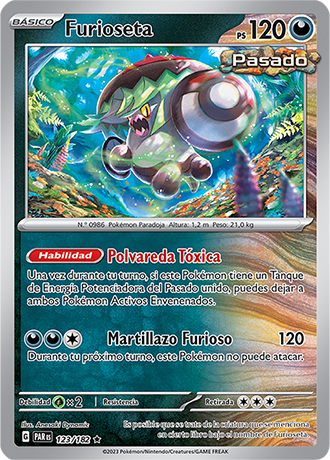 BÁSICO
Furioseta
PS 120
Pasado
N.º 0986 Pokémon Paradoja Altura: 1,2 m Peso: 21,0 kg
Habilidad Polvareda Tóxica
Una vez durante tu turno, si este Pokémon tiene un Tanque
de Energía Potenciadora del Pasado unido, puedes dejar a
ambos Pokémon Activos Envenenados.
Martillazo Furioso 120
Durante tu próximo turno, este Pokémon no puede atacar.
Debilidad ×2 Resistencia Retirada
Ilus. Anesaki Dynamic
G PAR ES 123/182 ★
Es posible que se trate de la criatura que se menciona
en cierto libro bajo el nombre de Furioseta.
©2023 Pokémon/Nintendo/Creatures/GAME FREAK